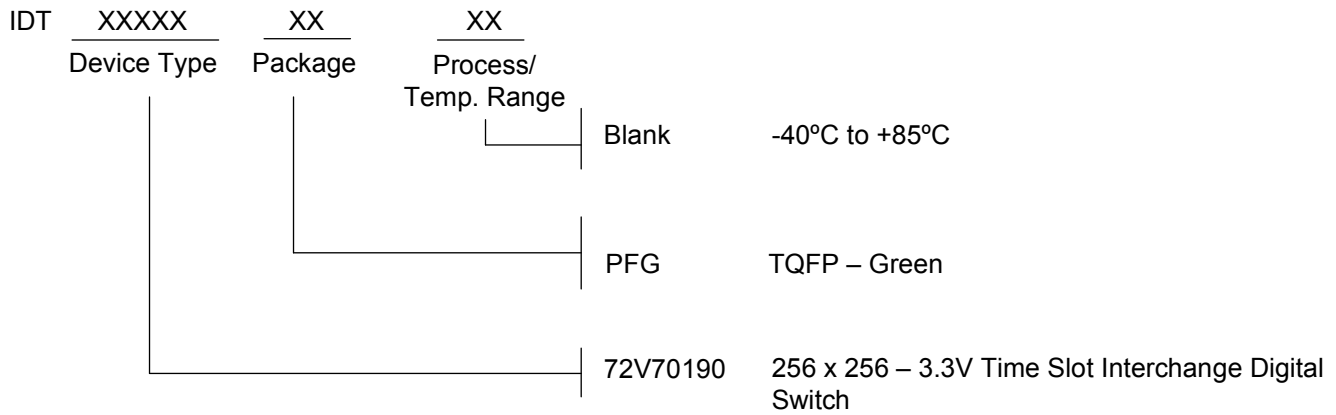 IDT XXXXX XX XX
Device Type Package Process/
Temp. Range
Blank -40ºC to +85ºC
PFG TQFP – Green
72V70190 256 x 256 – 3.3V Time Slot Interchange Digital
Switch